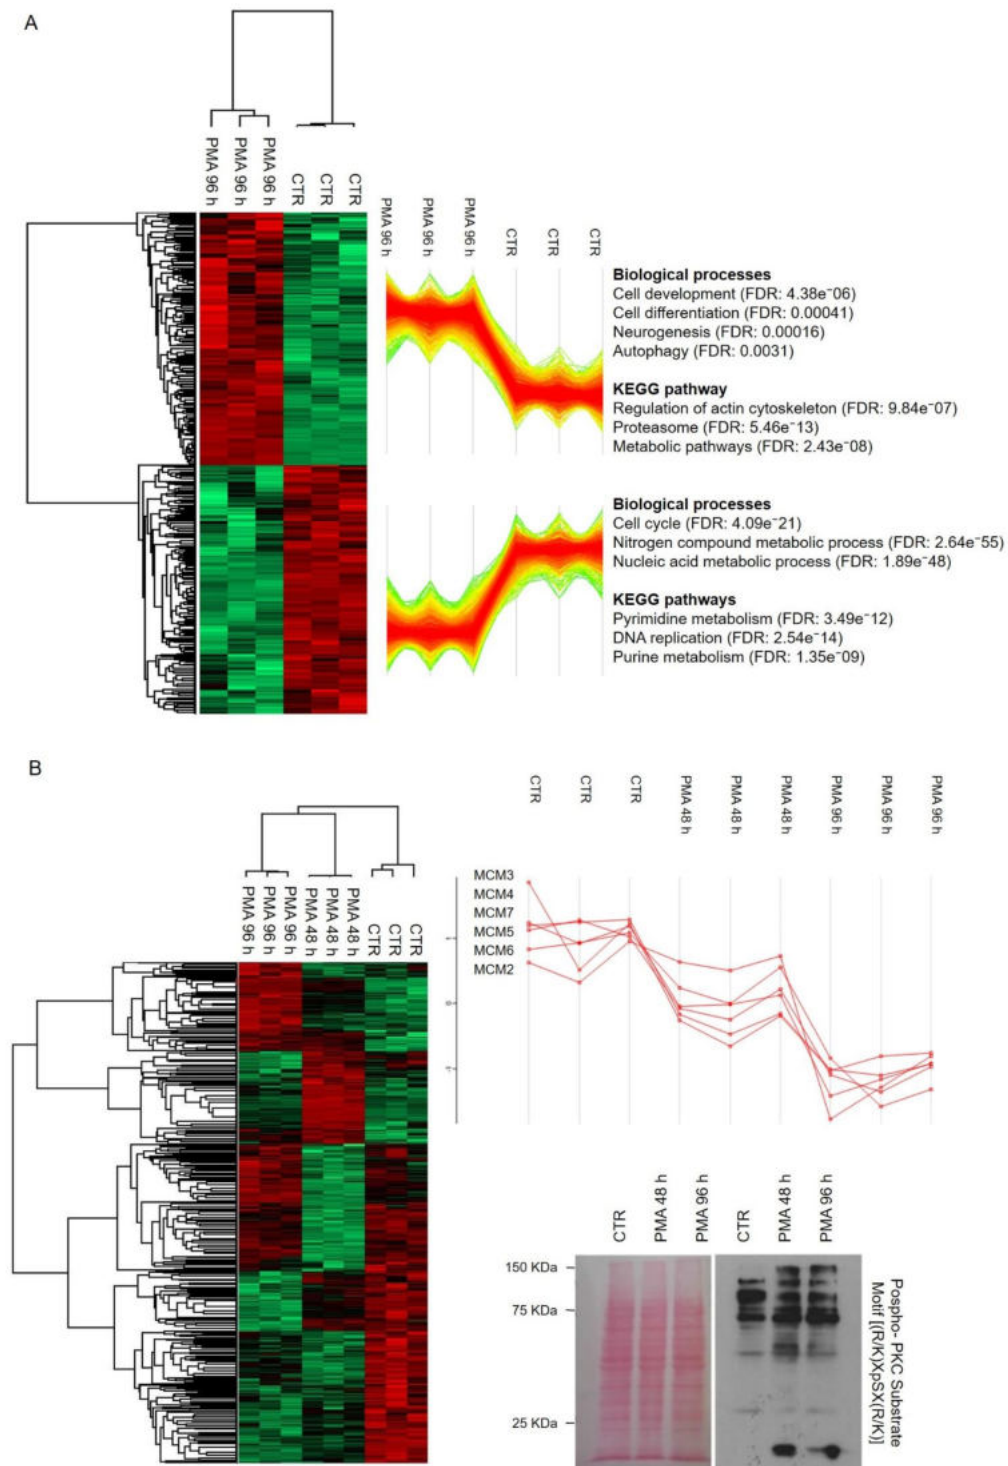 A
PMA 96 h
PMA 96 h
PMA 96 h
CTR
CTR
CTR
PMA 96 h
PMA 96 h
PMA 96 h
CTR
CTR
CTR
Biological processes
Cell development (FDR: 4.38e⁻06)
Cell differentiation (FDR: 0.00041)
Neurogenesis (FDR: 0.00016)
Autophagy (FDR: 0.0031)
KEGG pathway
Regulation of actin cytoskeleton (FDR: 9.84e⁻07)
Proteasome (FDR: 5.46e⁻13)
Metabolic pathways (FDR: 2.43e⁻08)
Biological processes
Cell cycle (FDR: 4.09e⁻21)
Nitrogen compound metabolic process (FDR: 2.64e⁻55)
Nucleic acid metabolic process (FDR: 1.89e⁻48)
KEGG pathways
Pyrimidine metabolism (FDR: 3.49e⁻12)
DNA replication (FDR: 2.54e⁻14)
Purine metabolism (FDR: 1.35e⁻09)
B
PMA 96 h
PMA 96 h
PMA 96 h
PMA 48 h
PMA 48 h
PMA 48 h
CTR
CTR
CTR
CTR
CTR
CTR
PMA 48 h
PMA 48 h
PMA 48 h
PMA 96 h
PMA 96 h
PMA 96 h
MCM3
MCM4
MCM7
MCM5
MCM6
MCM2
1
0
-1
CTR
PMA 48 h
PMA 96 h
CTR
PMA 48 h
PMA 96 h
150 KDa
75 KDa
25 KDa
Pospho- PKC Substrate
Motif [(R/K)XpSX(R/K)]